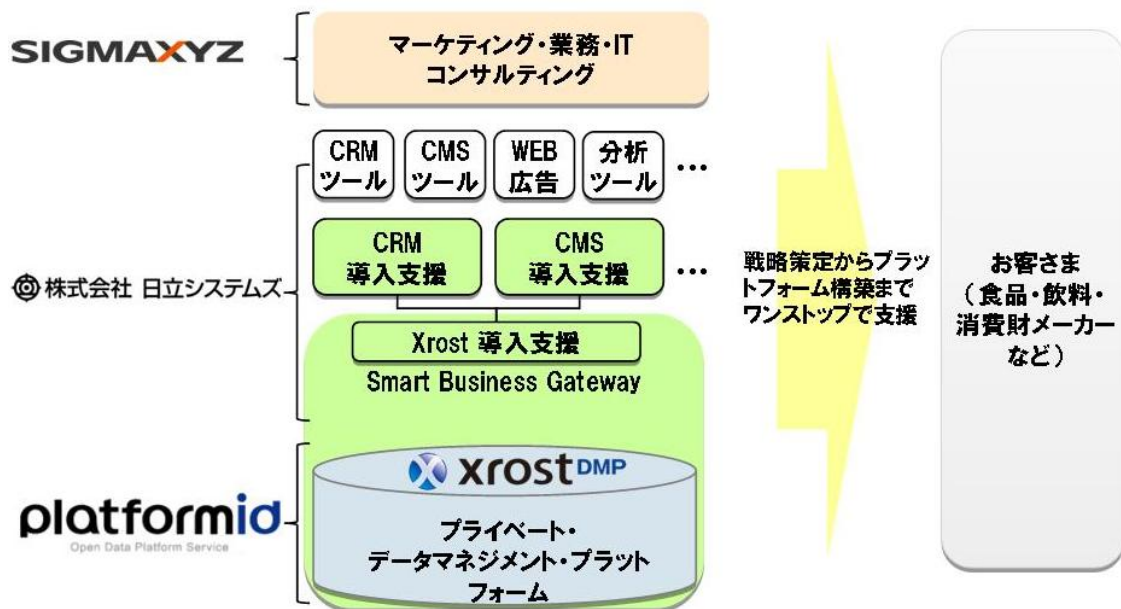 SIGMAXYZ
マーケティング・業務・IT
コンサルティング
CRM
ツール
CMS
ツール
WEB
広告
分析
ツール
…
株式会社 日立システムズ
CRM
導入支援
CMS
導入支援
…
Xrost 導入支援
Smart Business Gateway
platformid
Open Data Platform Service
xrost DMP
プライベート・
データマネジメント・プラット
フォーム
戦略策定からプラッ
トフォーム構築まで
ワンストップで支援
お客さま
（食品・飲料・
消費財メーカー
など）